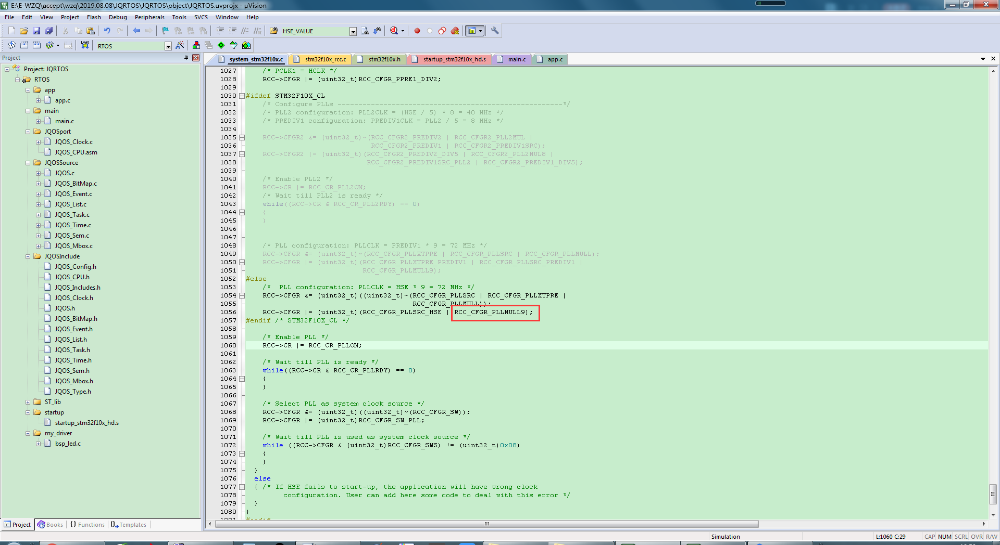 E:\E-WZQ\accept\wzq\2019.08.08\JQRTOS\JQRTOS\object\JQRTOS.uvprojx - µVision
File Edit View Project Flash Debug Peripherals Tools SVCS Window Help
HSE_VALUE
LOAD RTOS
Project
Project: JQRTOS
RTOS
app
app.c
main
main.c
JQOSport
JQOS_Clock.c
JQOS_CPU.asm
JQOSSource
JQOS.c
JQOS_BitMap.c
JQOS_Event.c
JQOS_List.c
JQOS_Task.c
JQOS_Time.c
JQOS_Sem.c
JQOS_Mbox.c
JQOSInclude
JQOS_Config.h
JQOS_CPU.h
JQOS_Includes.h
JQOS_Clock.h
JQOS.h
JQOS_BitMap.h
JQOS_Event.h
JQOS_List.h
JQOS_Task.h
JQOS_Time.h
JQOS_Sem.h
JQOS_Mbox.h
JQOS_Type.h
ST_lib
startup
startup_stm32f10x_hd.s
my_driver
bsp_led.c
Project Books Functions Templates
system_stm32f10x.c stm32f10x_rcc.c stm32f10x.h startup_stm32f10x_hd.s main.c app.c
1027 /* PCLK1 = HCLK */
1028 RCC->CFGR |= (uint32_t)RCC_CFGR_PPRE1_DIV2;
1029
1030 #ifdef STM32F10X_CL
1031 /* Configure PLLs ------------------------------------------------------*/
1032 /* PLL2 configuration: PLL2CLK = (HSE / 5) * 8 = 40 MHz */
1033 /* PREDIV1 configuration: PREDIV1CLK = PLL2 / 5 = 8 MHz */
1034
1035 RCC->CFGR2 &= (uint32_t)~(RCC_CFGR2_PREDIV2 | RCC_CFGR2_PLL2MUL |
1036 RCC_CFGR2_PREDIV1 | RCC_CFGR2_PREDIV1SRC);
1037 RCC->CFGR2 |= (uint32_t)(RCC_CFGR2_PREDIV2_DIV5 | RCC_CFGR2_PLL2MUL8 |
1038 RCC_CFGR2_PREDIV1SRC_PLL2 | RCC_CFGR2_PREDIV1_DIV5);
1039
1040 /* Enable PLL2 */
1041 RCC->CR |= RCC_CR_PLL2ON;
1042 /* Wait till PLL2 is ready */
1043 while((RCC->CR & RCC_CR_PLL2RDY) == 0)
1044 {
1045 }
1046
1047
1048 /* PLL configuration: PLLCLK = PREDIV1 * 9 = 72 MHz */
1049 RCC->CFGR &= (uint32_t)~(RCC_CFGR_PLLXTPRE | RCC_CFGR_PLLSRC | RCC_CFGR_PLLMULL);
1050 RCC->CFGR |= (uint32_t)(RCC_CFGR_PLLXTPRE_PREDIV1 | RCC_CFGR_PLLSRC_PREDIV1 |
1051 RCC_CFGR_PLLMULL9);
1052 #else
1053 /* PLL configuration: PLLCLK = HSE * 9 = 72 MHz */
1054 RCC->CFGR &= (uint32_t)((uint32_t)~(RCC_CFGR_PLLSRC | RCC_CFGR_PLLXTPRE |
1055 RCC_CFGR_PLLMULL));
1056 RCC->CFGR |= (uint32_t)(RCC_CFGR_PLLSRC_HSE | RCC_CFGR_PLLMULL9);
1057 #endif /* STM32F10X_CL */
1058
1059 /* Enable PLL */
1060 RCC->CR |= RCC_CR_PLLON;
1061
1062 /* Wait till PLL is ready */
1063 while((RCC->CR & RCC_CR_PLLRDY) == 0)
1064 {
1065 }
1066
1067 /* Select PLL as system clock source */
1068 RCC->CFGR &= (uint32_t)((uint32_t)~(RCC_CFGR_SW));
1069 RCC->CFGR |= (uint32_t)RCC_CFGR_SW_PLL;
1070
1071 /* Wait till PLL is used as system clock source */
1072 while ((RCC->CFGR & (uint32_t)RCC_CFGR_SWS) != (uint32_t)0x08)
1073 {
1074 }
1075 }
1076 else
1077 { /* If HSE fails to start-up, the application will have wrong clock
1078 configuration. User can add here some code to deal with this error */
1079 }
1080 }
1081 #endif
Simulation L:1060 C:29 CAP NUM SCRL OVR R/W